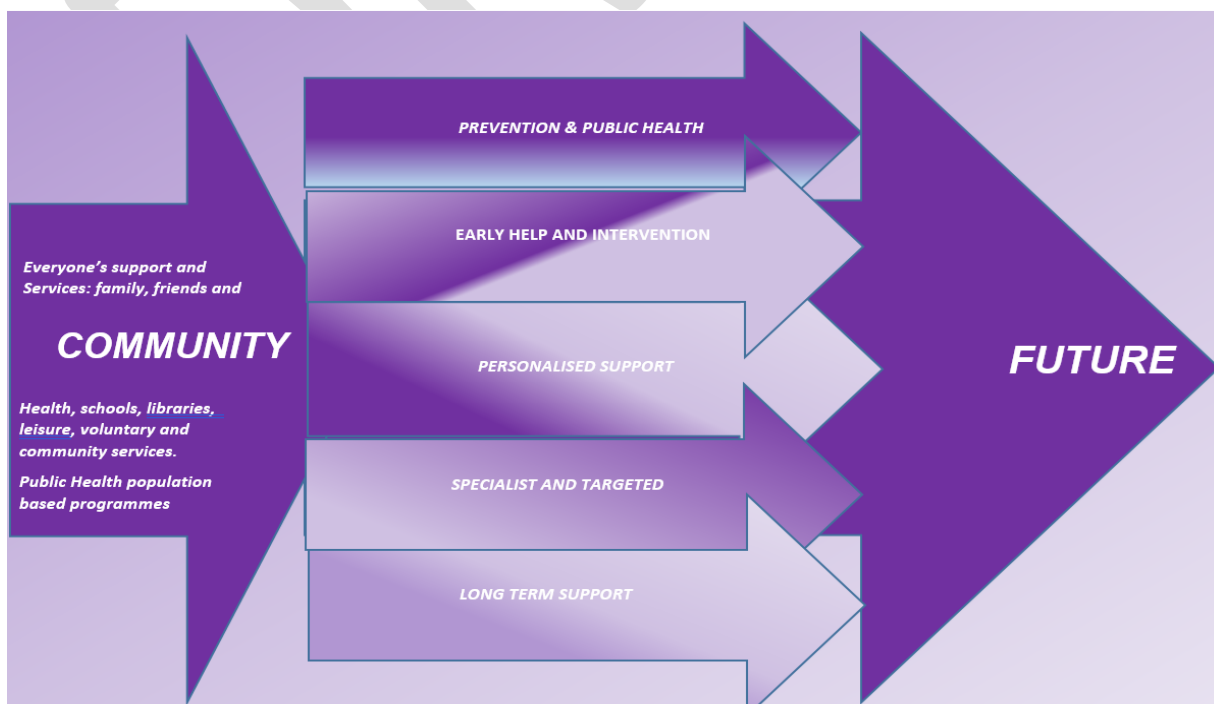 Everyone's support and
Services: family, friends and
COMMUNITY
Health, schools, libraries,
leisure, voluntary and
community services.
Public Health population
based programmes
PREVENTION & PUBLIC HEALTH
EARLY HELP AND INTERVENTION
PERSONALISED SUPPORT
SPECIALIST AND TARGETED
LONG TERM SUPPORT
FUTURE